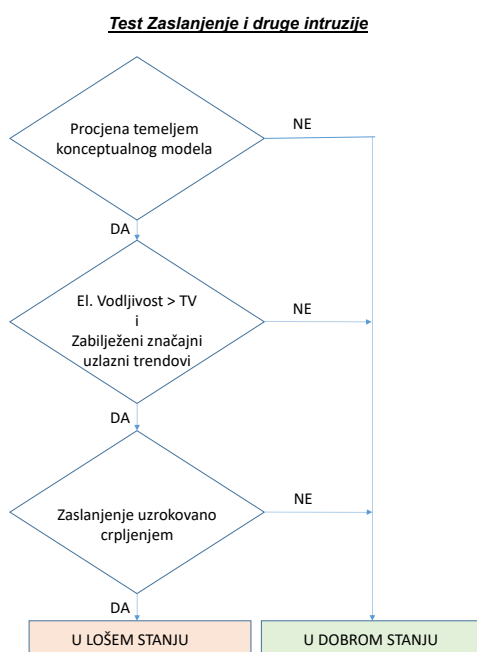 Test Zaslanjenje i druge intruzije
Procjena temeljem
konceptualnog modela
NE
DA
El. Vodljivost > TV
i
Zabilježeni značajni
uzlazni trendovi
NE
DA
Zaslanjenje uzrokovano
crpljenjem
NE
DA
U LOŠEM STANJU
U DOBROM STANJU